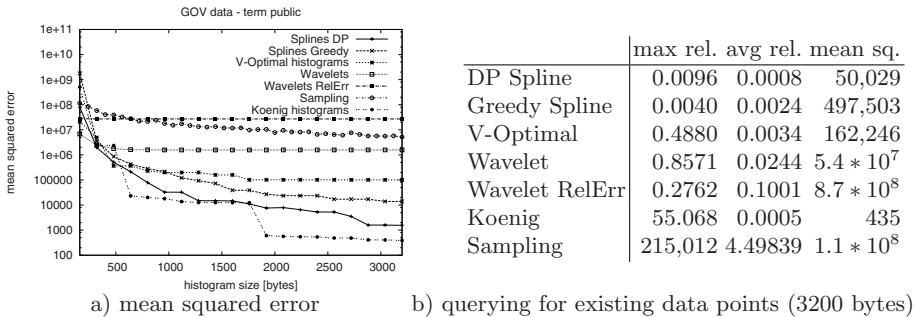 GOV data - term public
1e+11
1e+10
1e+09
1e+08
1e+07
1e+06
100000
10000
1000
100
mean squared error
Splines DP
Splines Greedy
V-Optimal histograms
Wavelets
Wavelets RelErr
Sampling
Koenig histograms
500 1000 1500 2000 2500 3000
histogram size [bytes]
a) mean squared error
max rel. avg rel. mean sq.
DP Spline 0.0096 0.0008 50,029
Greedy Spline 0.0040 0.0024 497,503
V-Optimal 0.4880 0.0034 162,246
Wavelet 0.8571 0.0244 5.4 * 10^7
Wavelet RelErr 0.2762 0.1001 8.7 * 10^8
Koenig 55.068 0.0005 435
Sampling 215,012 4.49839 1.1 * 10^8
b) querying for existing data points (3200 bytes)